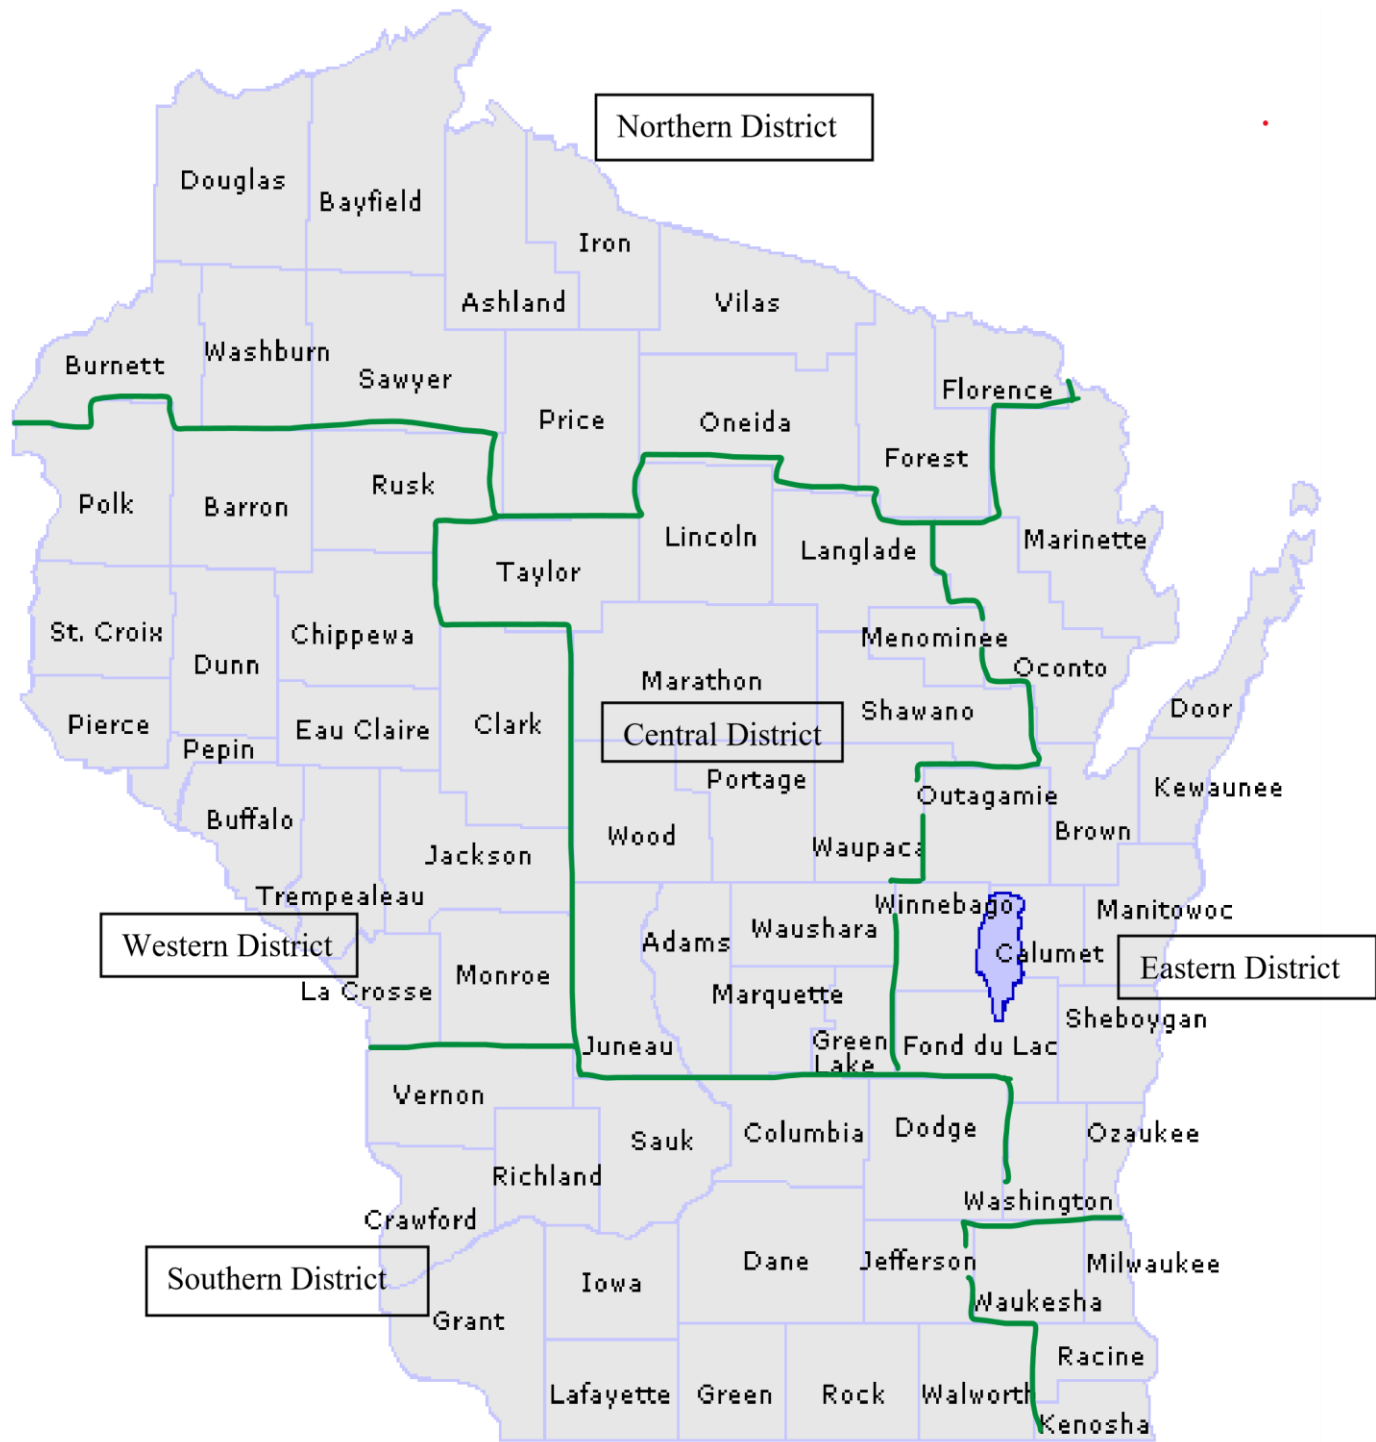 Northern District
Douglas
Bayfield
Iron
Ashland
Vilas
Burnett
Washburn
Sawyer
Florence
Price
Oneida
Forest
Polk
Barron
Rusk
Lincoln
Langlade
Marinette
Taylor
St. Croix
Dunn
Chippewa
Menominee
Oconto
Marathon
Shawano
Door
Pierce
Pepin
Eau Claire
Clark
Central District
Portage
Outagamie
Kewaunee
Buffalo
Wood
Waupaca
Brown
Jackson
Trempealeau
Winnebago
Manitowoc
Western District
Adams
Waushara
Calumet
Eastern District
La Crosse
Monroe
Marquette
Sheboygan
Juneau
Green
Lake
Fond du Lac
Vernon
Sauk
Columbia
Dodge
Ozaukee
Richland
Washington
Crawford
Southern District
Iowa
Dane
Jefferson
Milwaukee
Waukesha
Grant
Racine
Lafayette
Green
Rock
Walworth
Kenosha